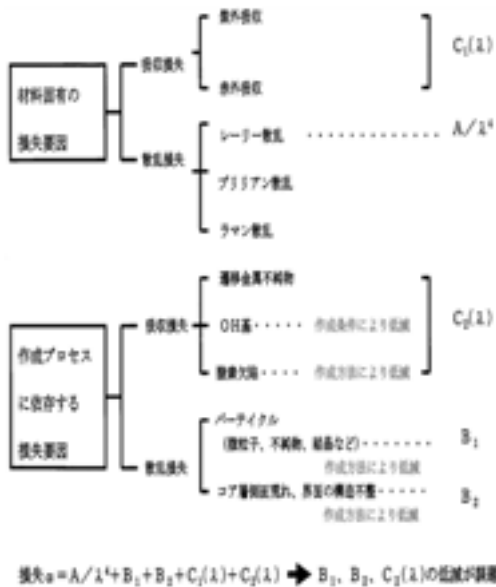 紫外吸収
吸収損失
C₁(λ)
赤外吸収
材料固有の
損失要因
レーリー散乱 ············ A/λ⁴
散乱損失
ブリリアン散乱
ラマン散乱
遷移金属不純物
吸収損失
OH基····· 作成条件により低減
C₂(λ)
酸素欠陥···· 作成方法により低減
作成プロセス
に依存する
損失要因
パーティクル
(微粒子、不純物、結晶など)······· B₁
作成方法により低減
散乱損失
コア層側面荒れ、界面の構造不整····· B₂
作成方法により低減
損失α=A/λ⁴+B₁+B₂+C₁(λ)+C₂(λ) ➡ B₁、B₂、C₂(λ)の低減が課題